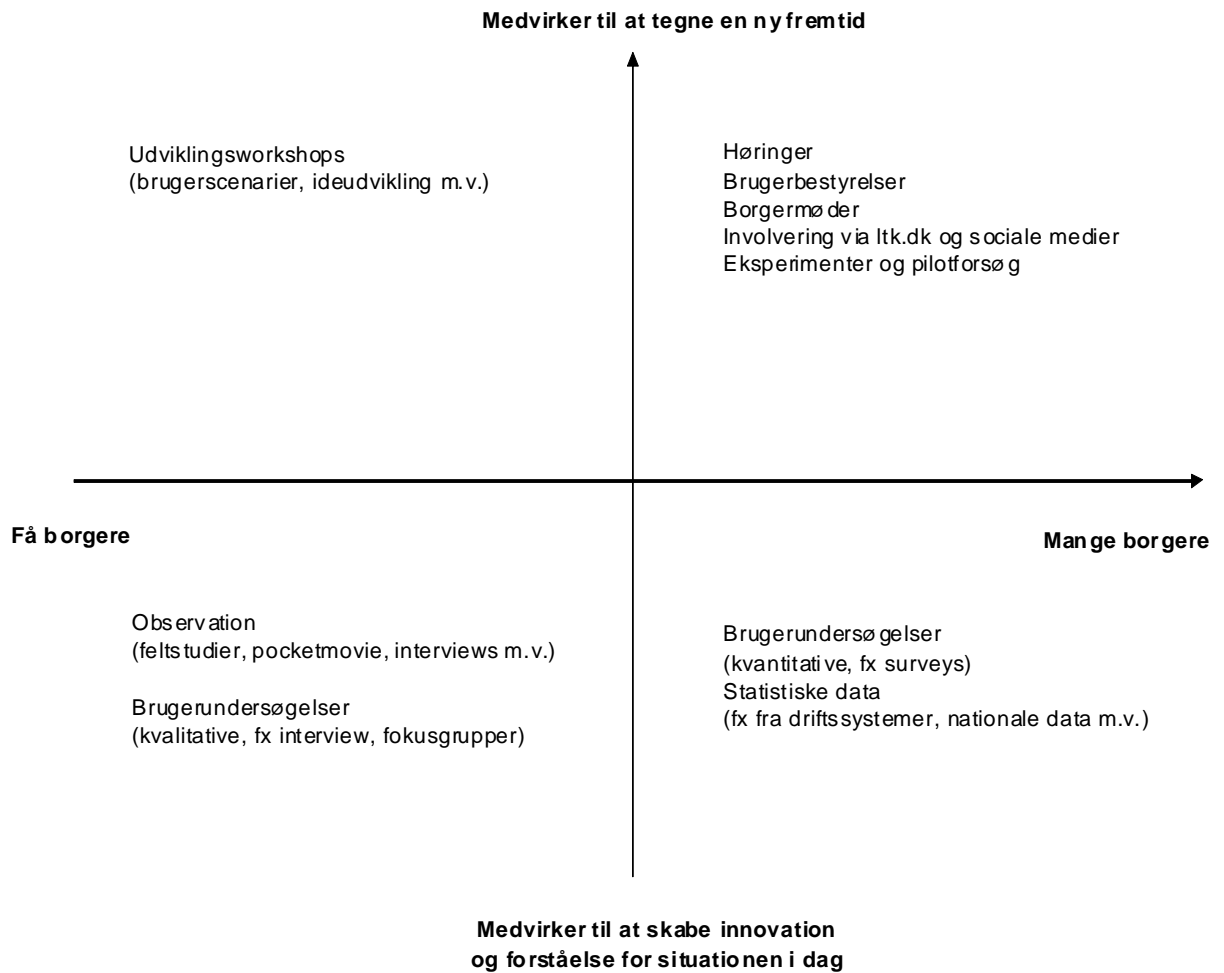 Medvirker til at tegne en ny fremtid
Udviklingsworkshops
(brugerscenarier, ideudvikling m.v.)
Høringer
Brugerbestyrelser
Borgermøder
Involvering via ltk.dk og sociale medier
Eksperimenter og pilotforsøg
Få borgere
Mange borgere
Observation
(feltstudier, pocketmovie, interviews m.v.)
Brugerundersøgelser
(kvalitative, fx interview, fokusgrupper)
Brugerundersøgelser
(kvantitative, fx surveys)
Statistiske data
(fx fra driftssystemer, nationale data m.v.)
Medvirker til at skabe innovation
og forståelse for situationen i dag